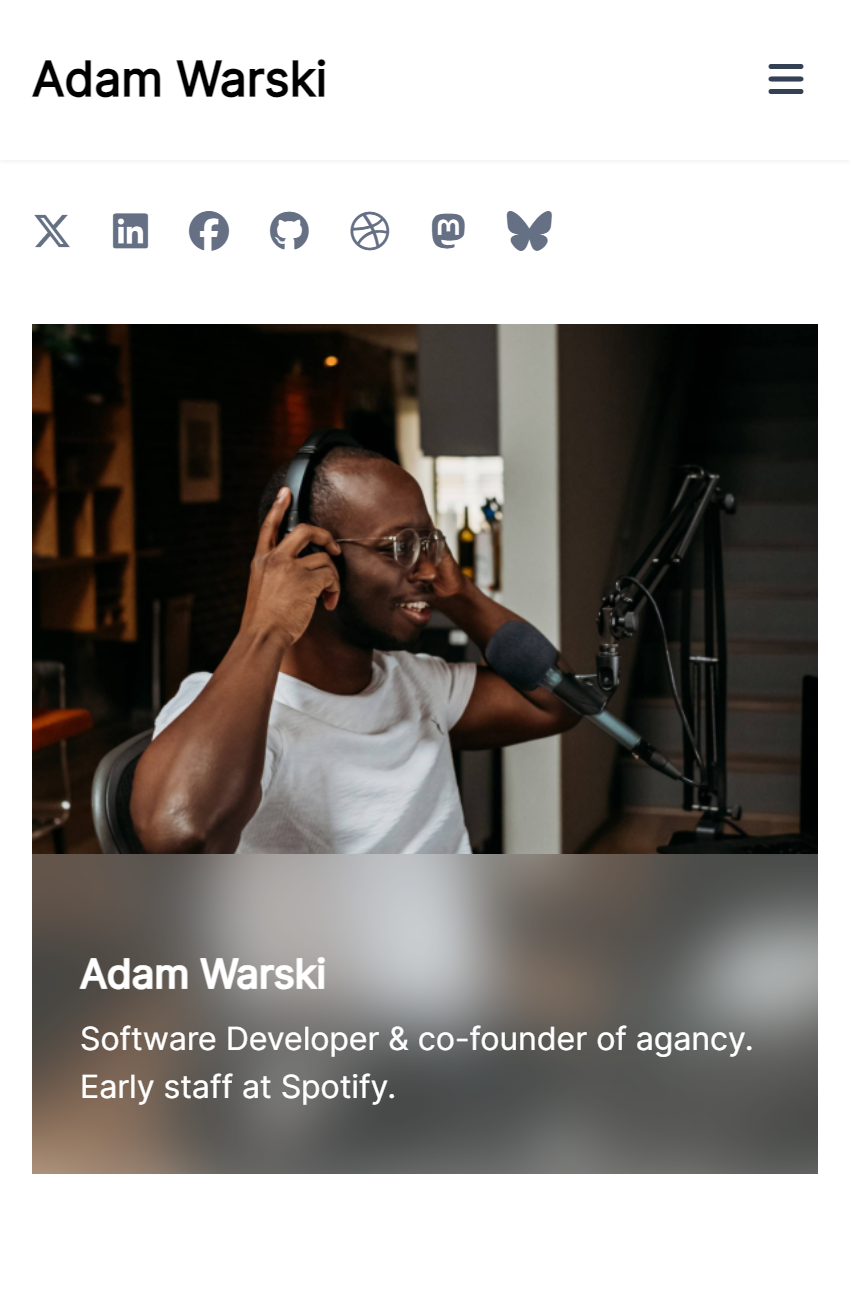 Adam Warski
Adam Warski
Software Developer & co-founder of agancy.
Early staff at Spotify.